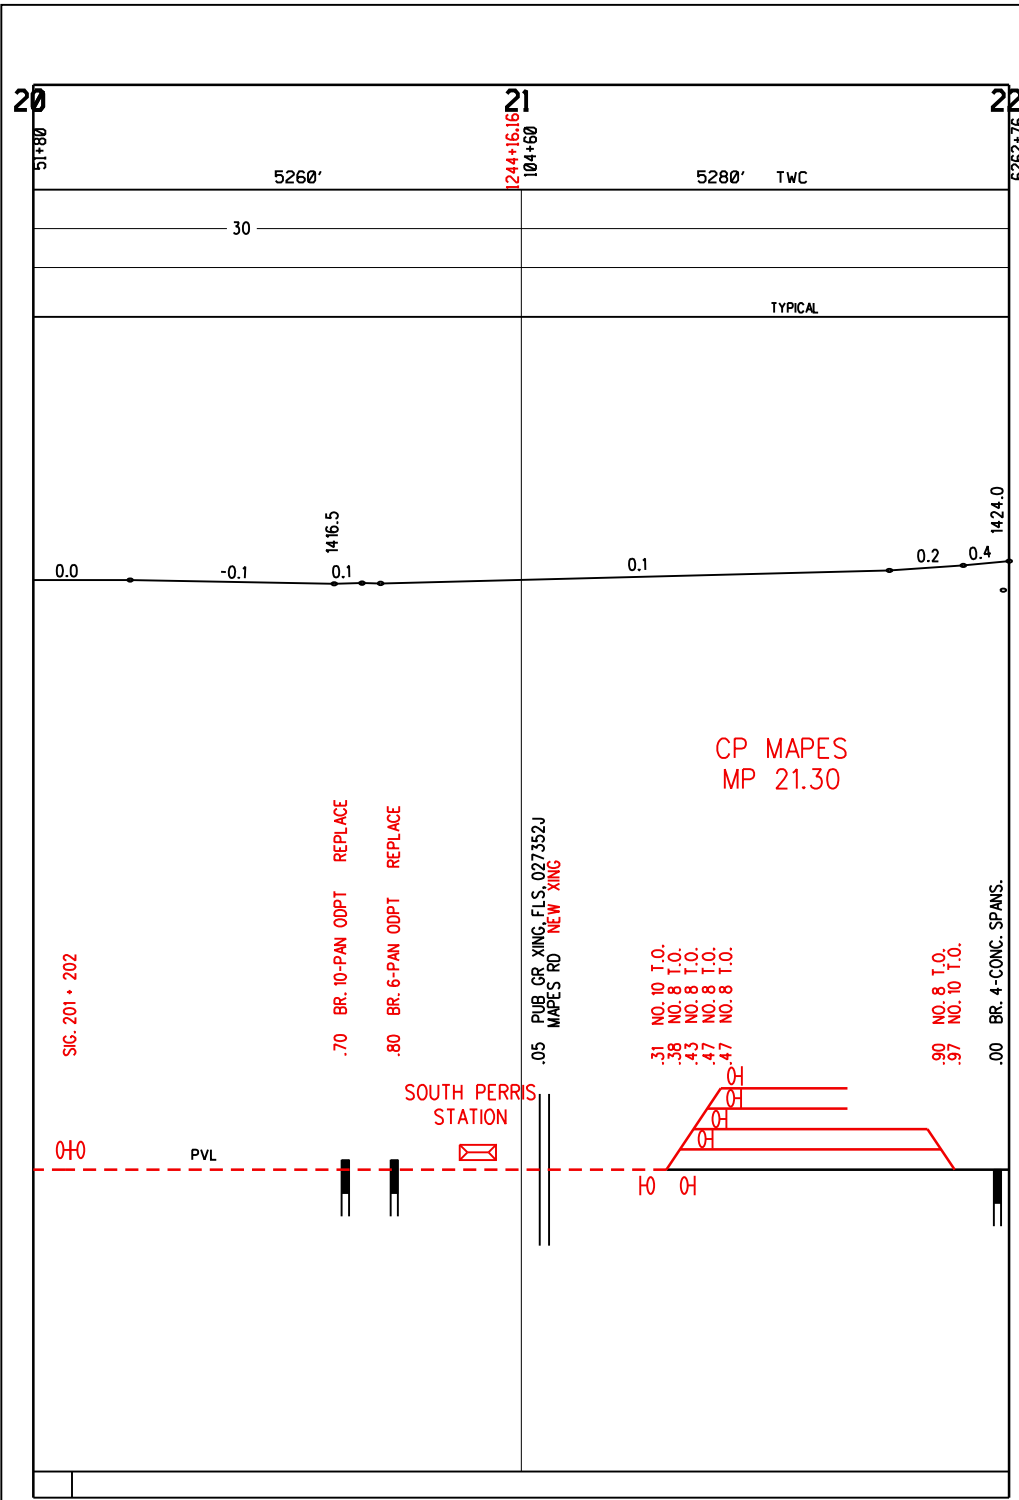 20
21
22
51+80
1244+16.16
104+60
6262+76
5260'
5280' TWC
30
TYPICAL
1416.5
1424.0
0.0
-0.1
0.1
0.1
0.2
0.4
CP MAPES
MP 21.30
SIG. 201 + 202
.70 BR. 10-PAN ODPT REPLACE
.80 BR. 6-PAN ODPT REPLACE
.05 PUB GR XING, FLS, 027352J
MAPES RD NEW XING
.31 NO. 10 T.O.
.38 NO. 8 T.O.
.43 NO. 8 T.O.
.47 NO. 8 T.O.
.47 NO. 8 T.O.
.90 NO. 8 T.O.
.97 NO. 10 T.O.
.00 BR. 4-CONC. SPANS.
SOUTH PERRIS
STATION
PVL